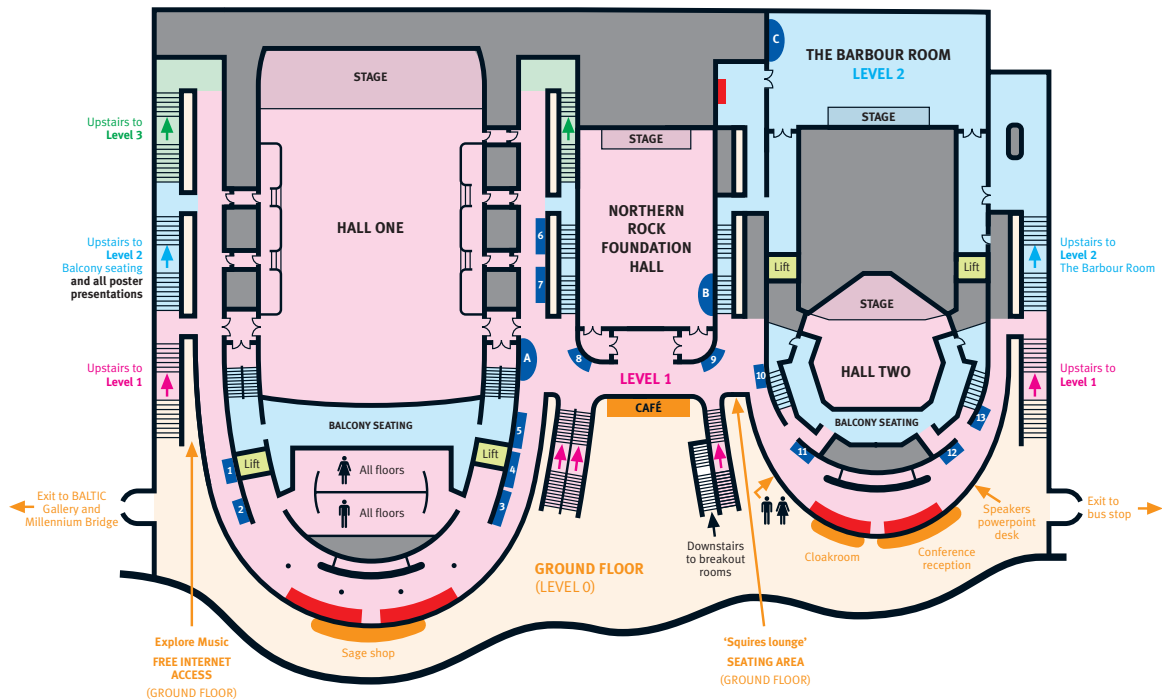 C
THE BARBOUR ROOM
LEVEL 2
STAGE
STAGE
Upstairs to
Level 3
STAGE
HALL ONE
NORTHERN
ROCK
FOUNDATION
HALL
6
7
Upstairs to
Level 2
Balcony seating
and all poster
presentations
Upstairs to
Level 2
The Barbour Room
Lift
Lift
B
STAGE
A
8
9
10
Upstairs to
Level 1
LEVEL 1
HALL TWO
Upstairs to
Level 1
CAFÉ
BALCONY SEATING
BALCONY SEATING
5
13
11
12
Lift
Lift
1
4
2
3
All floors
All floors
Exit to BALTIC
Gallery and
Millennium Bridge
Exit to
bus stop
Speakers
powerpoint
desk
Downstairs
to breakout
rooms
Cloakroom
Conference
reception
GROUND FLOOR
(LEVEL 0)
Sage shop
Explore Music
FREE INTERNET
ACCESS
(GROUND FLOOR)
‘Squires lounge’
SEATING AREA
(GROUND FLOOR)